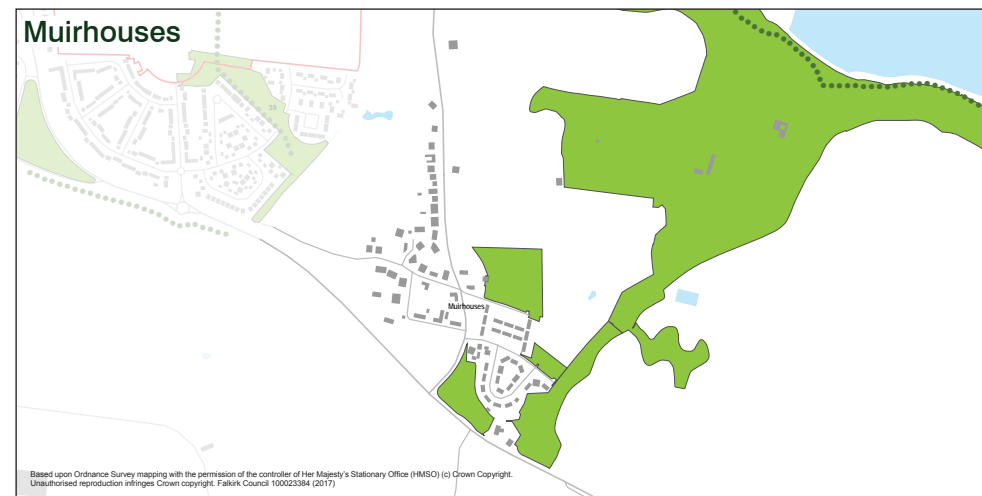 Muirhouses
39
Muirhouses
Based upon Ordnance Survey mapping with the permission of the controller of Her Majesty's Stationary Office (HMSO) (c) Crown Copyright.
Unauthorised reproduction infringes Crown copyright. Falkirk Council 100023384 (2017)